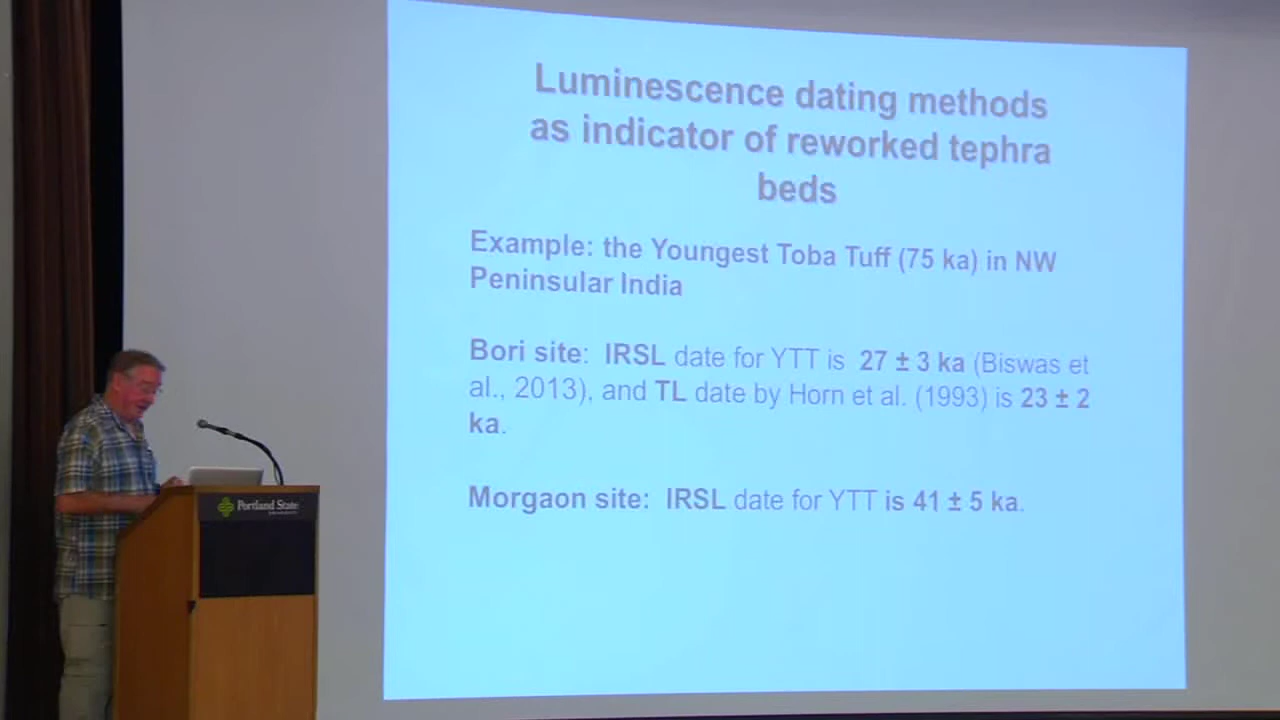 Luminescence dating methods
as indicator of reworked tephra
beds
Example: the Youngest Toba Tuff (75 ka) in NW
Peninsular India
Bori site: IRSL date for YTT is 27 ± 3 ka (Biswas et
al., 2013), and TL date by Horn et al. (1993) is 23 ± 2
ka.
Morgaon site: IRSL date for YTT is 41 ± 5 ka.
Portland State